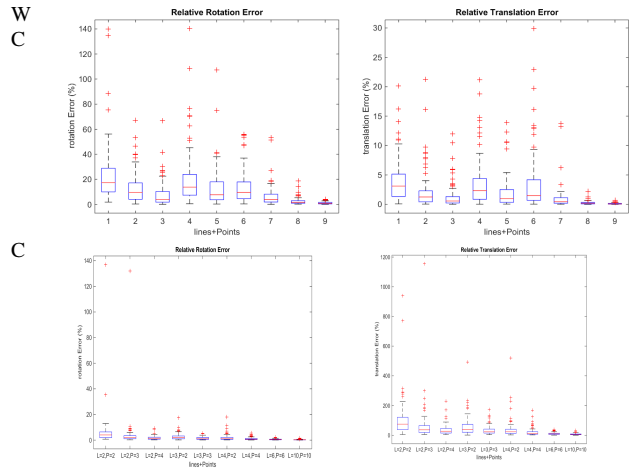 W
C
Relative Rotation Error
140
120
100
80
60
40
20
0
rotation Error (%)
1 2 3 4 5 6 7 8 9
lines+Points
Relative Translation Error
30
25
20
15
10
5
0
translation Error (%)
1 2 3 4 5 6 7 8 9
lines+Points
C
Relative Rotation Error
140
120
100
80
60
40
20
0
rotation Error (%)
L=2,P=2 L=2,P=3 L=2,P=4 L=3,P=2 L=3,P=3 L=4,P=2 L=4,P=4 L=6,P=6 L=10,P=10
lines+Points
Relative Translation Error
1200
1000
800
600
400
200
0
translation Error (%)
L=2,P=2 L=2,P=3 L=2,P=4 L=3,P=2 L=3,P=3 L=4,P=2 L=4,P=4 L=6,P=6 L=10,P=10
lines+Points